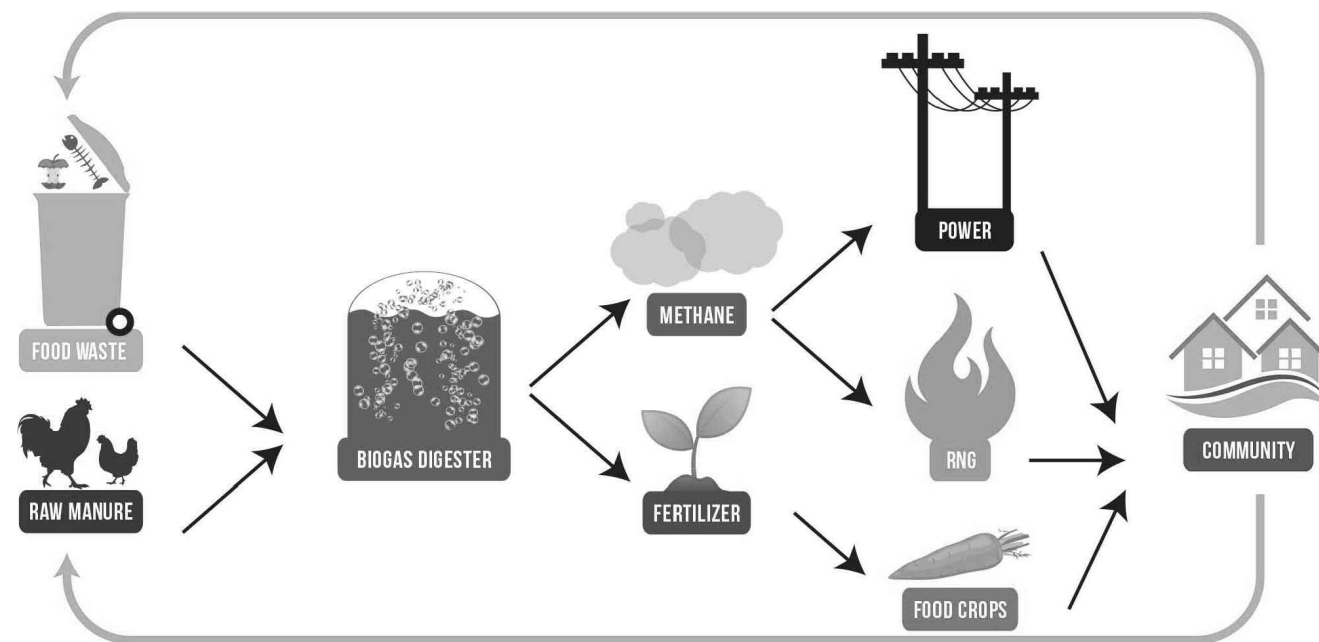 FOOD WASTE
RAW MANURE
BIOGAS DIGESTER
METHANE
FERTILIZER
POWER
RNG
FOOD CROPS
COMMUNITY